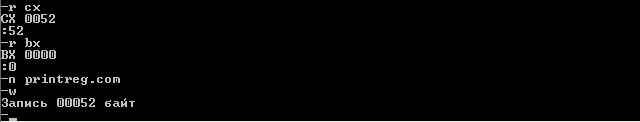 -r cx
CX 0052
:52
-r bx
BX 0000
:0
-n printreg.com
-w
Запись 00052 байт
-_